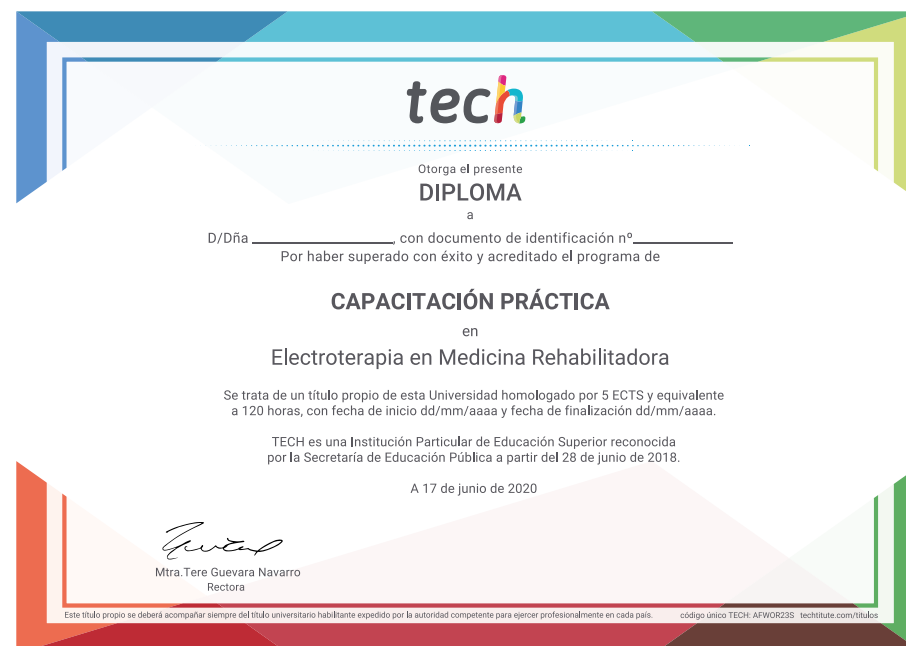 tech
Otorga el presente
DIPLOMA
a
D/Dña ____________________, con documento de identificación nº______________
Por haber superado con éxito y acreditado el programa de
CAPACITACIÓN PRÁCTICA
en
Electroterapia en Medicina Rehabilitadora
Se trata de un título propio de esta Universidad homologado por 5 ECTS y equivalente
a 120 horas, con fecha de inicio dd/mm/aaaa y fecha de finalización dd/mm/aaaa.
TECH es una Institución Particular de Educación Superior reconocida
por la Secretaría de Educación Pública a partir del 28 de junio de 2018.
A 17 de junio de 2020
Mtra.Tere Guevara Navarro
Rectora
Este título propio se deberá acompañar siempre del título universitario habilitante expedido por la autoridad competente para ejercer profesionalmente en cada país. código único TECH: AFWOR23S techtitute.com/titulos